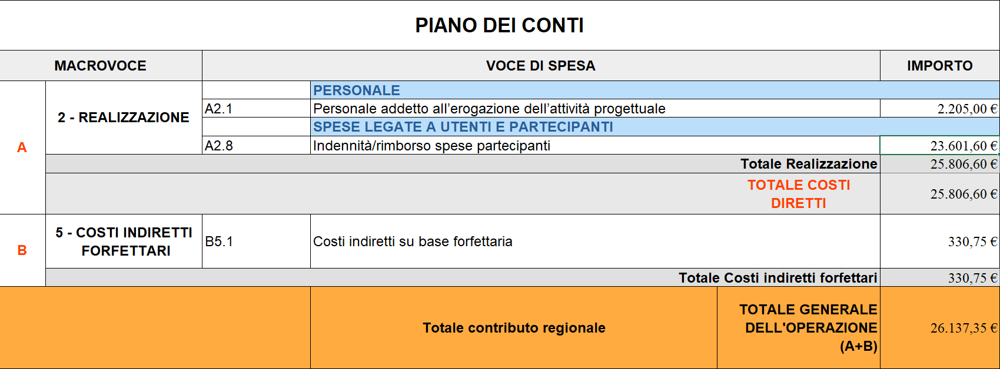 PIANO DEI CONTI
MACROVOCE VOCE DI SPESA IMPORTO
PERSONALE
A2.1 Personale addetto all’erogazione dell’attività progettuale 2.205,00 €
2 - REALIZZAZIONE
SPESE LEGATE A UTENTI E PARTECIPANTI
A
A2.8 Indennità/rimborso spese partecipanti 23.601,60 €
Totale Realizzazione 25.806,60 €
TOTALE COSTI
DIRETTI
25.806,60 €
B
5 - COSTI INDIRETTI
FORFETTARI
B5.1 Costi indiretti su base forfettaria 330,75 €
Totale Costi indiretti forfettari 330,75 €
Totale contributo regionale
TOTALE GENERALE
DELL'OPERAZIONE
(A+B)
26.137,35 €